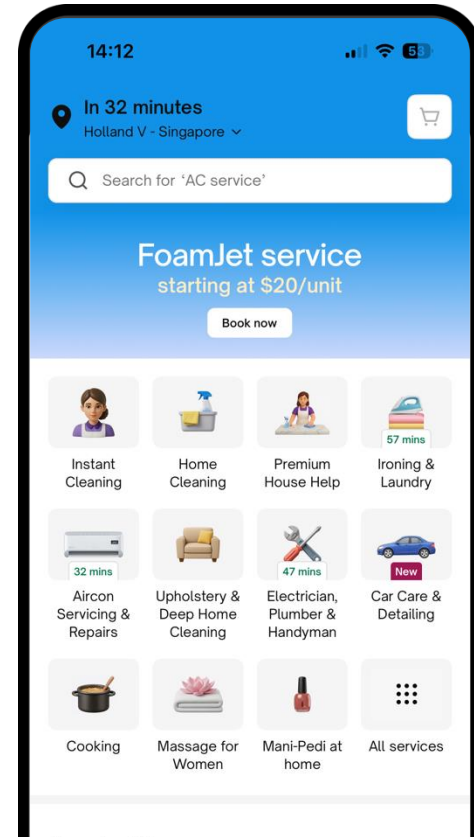 14:12
53
In 32 minutes
Holland V - Singapore
Search for ‘AC service’
FoamJet service
starting at $20/unit
Book now
57 mins
Instant
Cleaning
Home
Cleaning
Premium
House Help
Ironing &
Laundry
32 mins
47 mins
New
Aircon
Servicing &
Repairs
Upholstery &
Deep Home
Cleaning
Electrician,
Plumber &
Handyman
Car Care &
Detailing
Cooking
Massage for
Women
Mani-Pedi at
home
All services